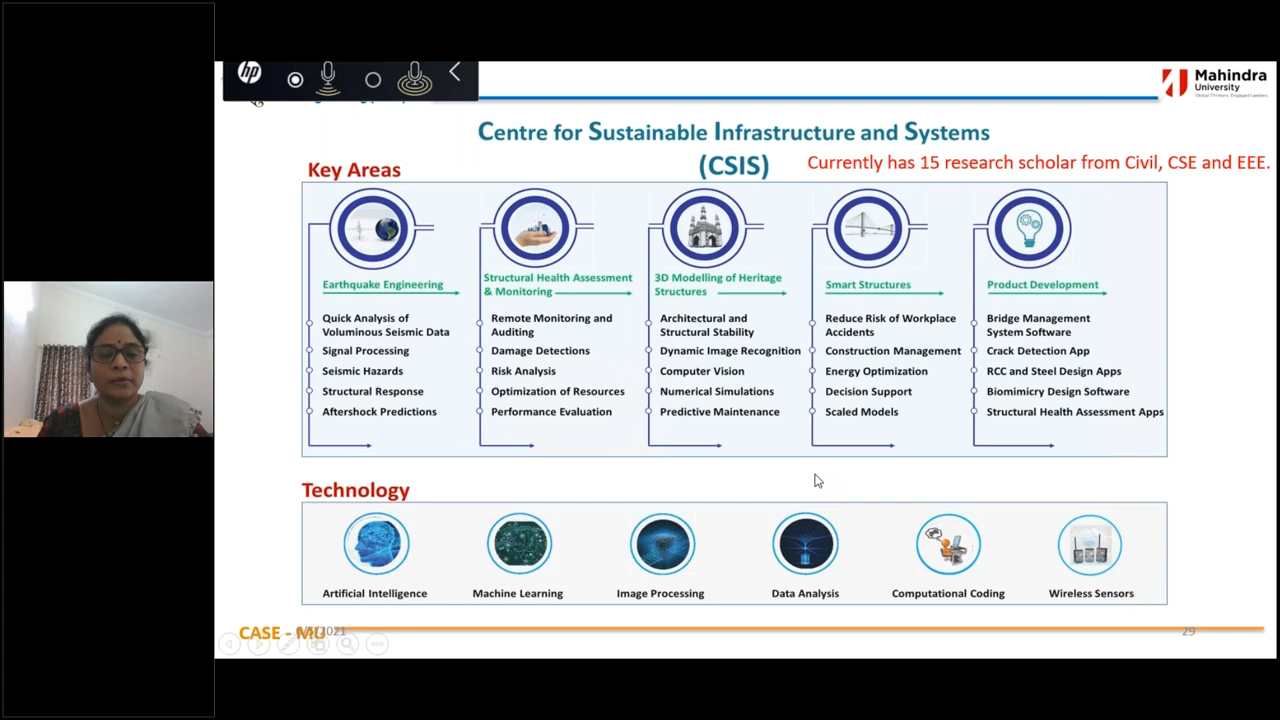 hp
Mahindra
University
Centre for Sustainable Infrastructure and Systems
(CSIS)
Currently has 15 research scholar from Civil, CSE and EEE.
Key Areas
Earthquake Engineering
Quick Analysis of
Voluminous Seismic Data
Signal Processing
Seismic Hazards
Structural Response
Aftershock Predictions
Structural Health Assessment
& Monitoring
Remote Monitoring and
Auditing
Damage Detections
Risk Analysis
Optimization of Resources
Performance Evaluation
3D Modelling of Heritage
Structures
Architectural and
Structural Stability
Dynamic Image Recognition
Computer Vision
Numerical Simulations
Predictive Maintenance
Smart Structures
Reduce Risk of Workplace
Accidents
Construction Management
Energy Optimization
Decision Support
Scaled Models
Product Development
Bridge Management
System Software
Crack Detection App
RCC and Steel Design Apps
Biomimicry Design Software
Structural Health Assessment Apps
Technology
Artificial Intelligence
Machine Learning
Image Processing
Data Analysis
Computational Coding
Wireless Sensors
CASE - MU
29